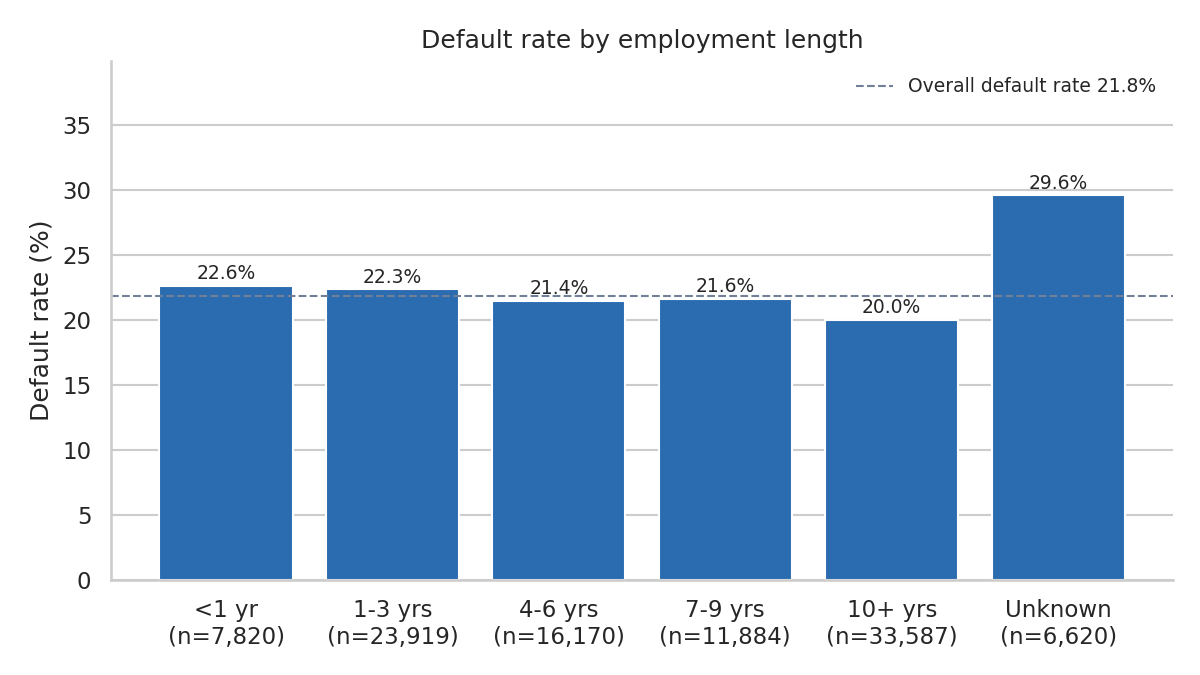 Default rate by employment length
Overall default rate 21.8%
Default rate (%)
35
30
25
20
15
10
5
0
22.6%
22.3%
21.4%
21.6%
20.0%
29.6%
<1 yr
(n=7,820)
1-3 yrs
(n=23,919)
4-6 yrs
(n=16,170)
7-9 yrs
(n=11,884)
10+ yrs
(n=33,587)
Unknown
(n=6,620)